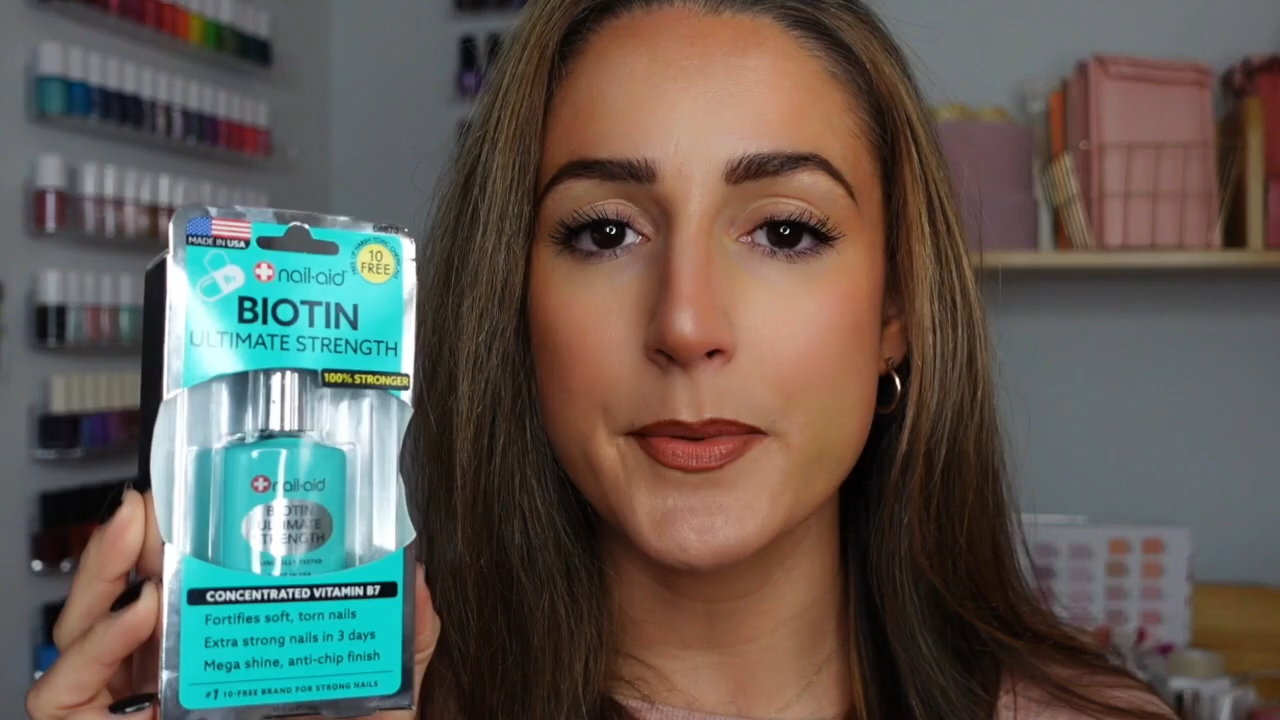 08873
MADE IN USA
nail-aid
10
FREE
BIOTIN
ULTIMATE STRENGTH
100% STRONGER
nail-aid
BIOTIN
ULTIMATE
STRENGTH
CONCENTRATED VITAMIN B7
Fortifies soft, torn nails
Extra strong nails in 3 days
Mega shine, anti-chip finish
#1 10-FREE BRAND FOR STRONG NAILS